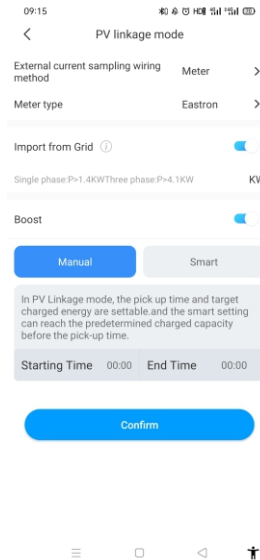 09:15
PV linkage mode
External current sampling wiring
method
Meter
Meter type
Eastron
Import from Grid
Single phase:P>1.4KWThree phase:P>4.1KW
Boost
Manual
Smart
In PV Linkage mode, the pick up time and target
charged energy are settable.and the smart setting
can reach the predetermined charged capacity
before the pick-up time.
Starting Time 00:00 End Time 00:00
Confirm